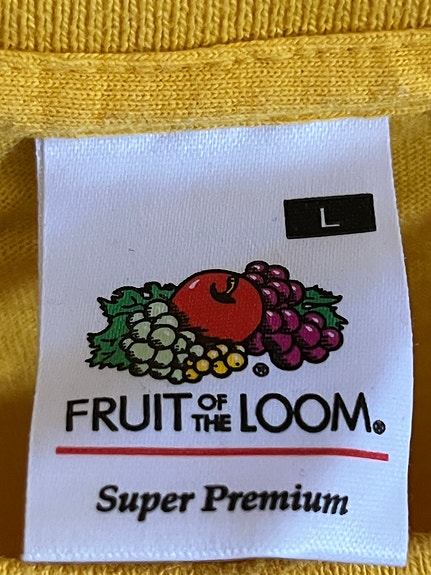 L
®
FRUIT OF THE LOOM®
Super Premium